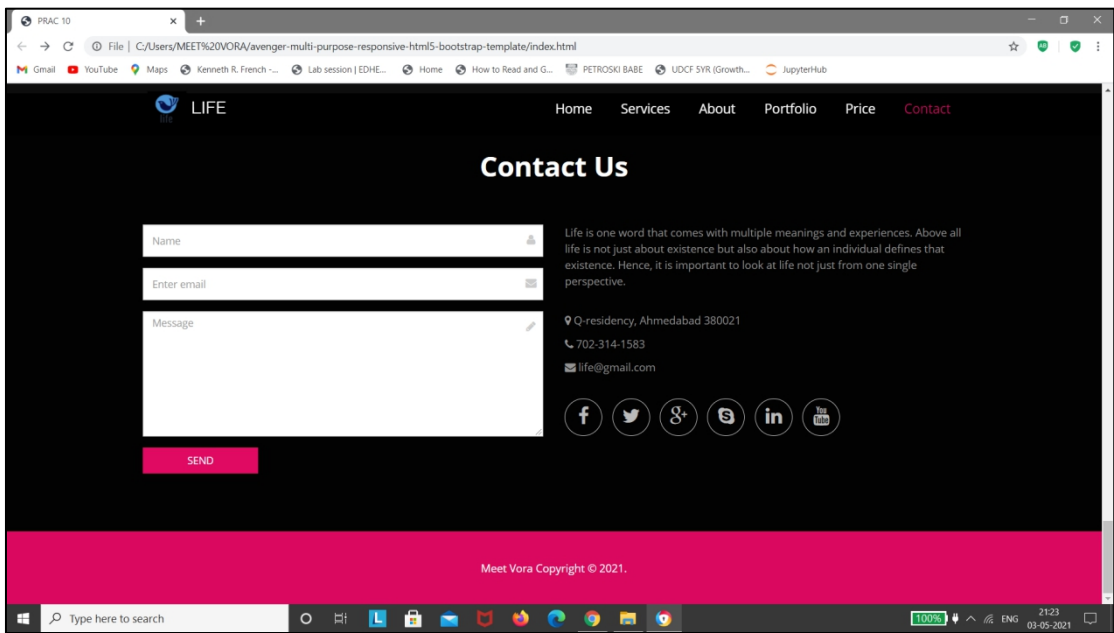 PRAC 10
File | C:/Users/MEET%20VORA/avenger-multi-purpose-responsive-html5-bootstrap-template/index.html
Gmail YouTube Maps Kenneth R. French -... Lab session | EDHE... Home How to Read and G... PETROSKI BABE UDCF SYR (Growth... JupyterHub
life LIFE Home Services About Portfolio Price Contact
Contact Us
Name
Enter email
Message
SEND
Life is one word that comes with multiple meanings and experiences. Above all
life is not just about existence but also about how an individual defines that
existence. Hence, it is important to look at life not just from one single
perspective.
Q-residency, Ahmedabad 380021
702-314-1583
life@gmail.com
You
Tube
Meet Vora Copyright © 2021.
Type here to search
L
100% ENG
21:23
03-05-2021